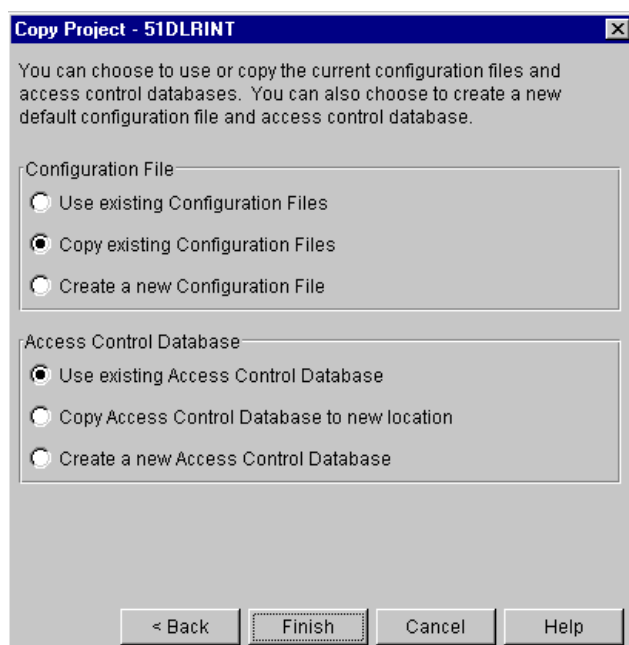 Copy Project - 51DLRINT
You can choose to use or copy the current configuration files and
access control databases. You can also choose to create a new
default configuration file and access control database.
Configuration File
Use existing Configuration Files
Copy existing Configuration Files
Create a new Configuration File
Access Control Database
Use existing Access Control Database
Copy Access Control Database to new location
Create a new Access Control Database
< Back Finish Cancel Help